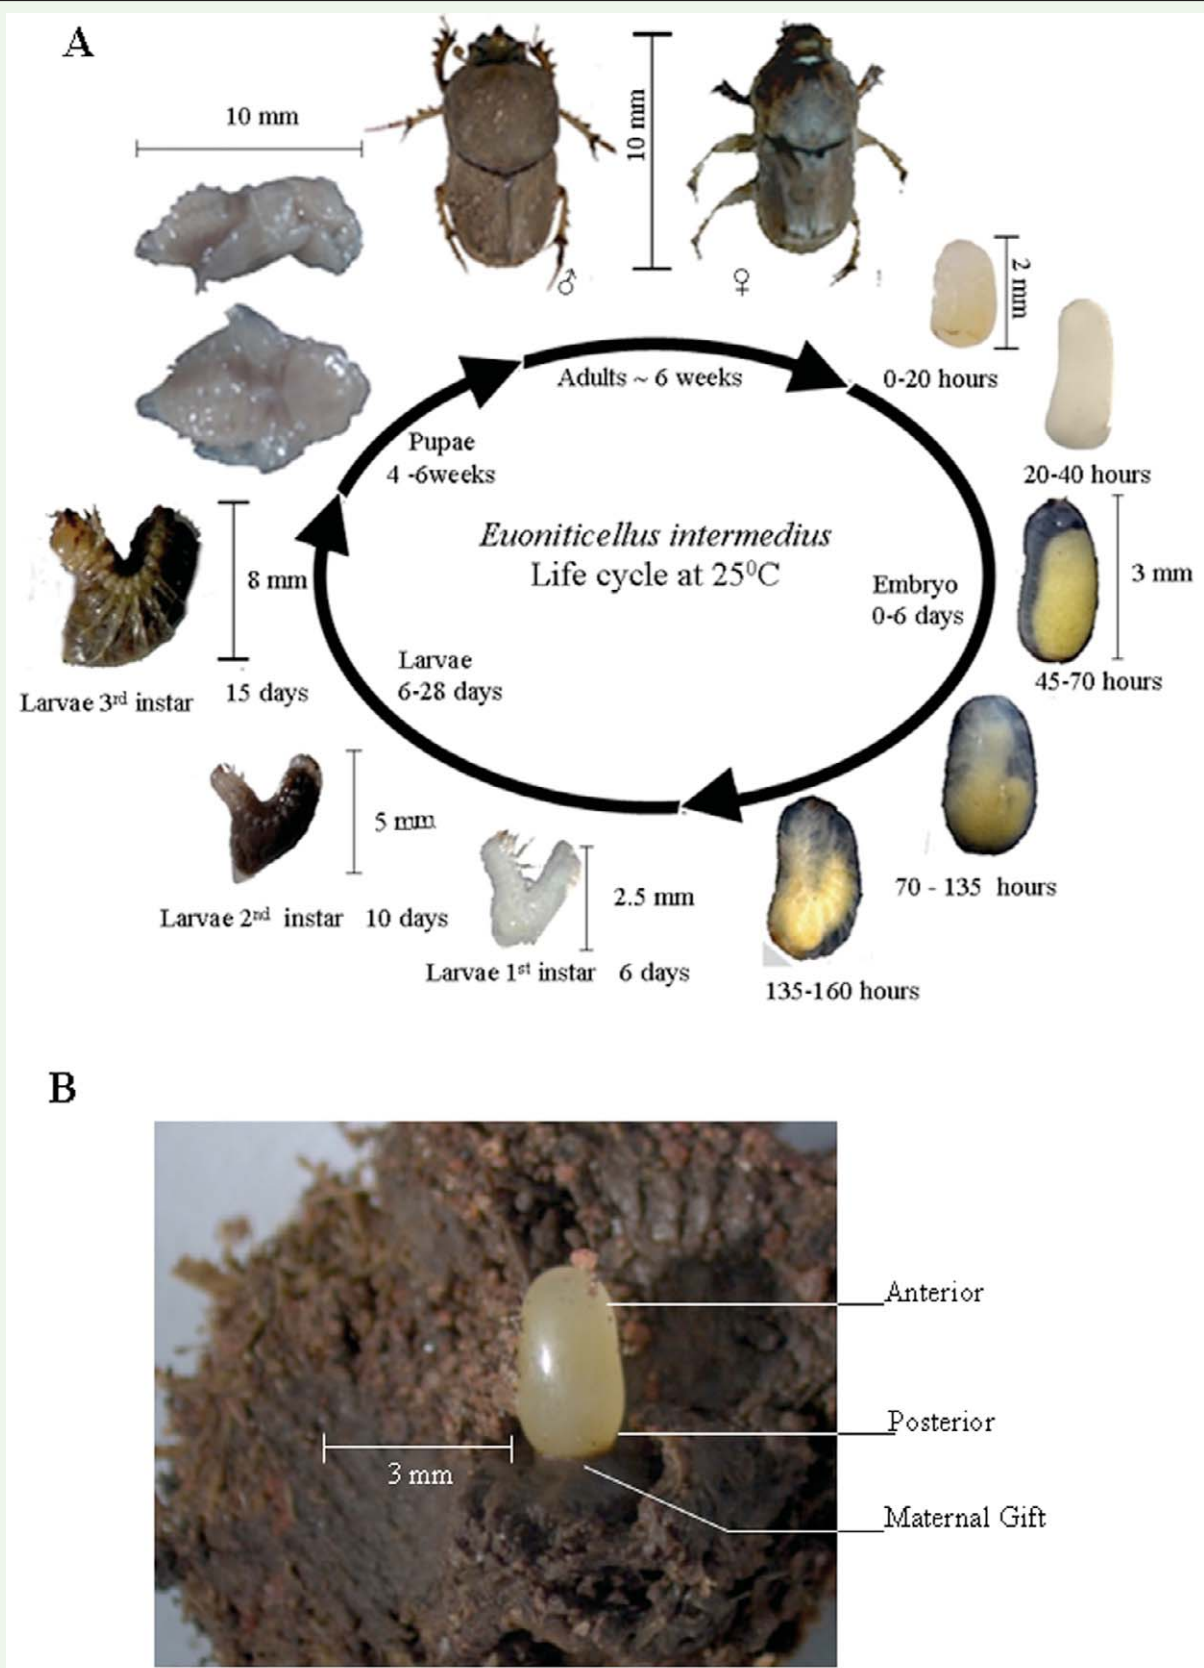 A
10 mm
10 mm
♂
♀
2 mm
0-20 hours
Adults ~ 6 weeks
20-40 hours
Pupae
4 -6weeks
Euoniticellus intermedius
Life cycle at 25⁰C
3 mm
8 mm
Embryo
0-6 days
Larvae
6-28 days
45-70 hours
Larvae 3rd instar 15 days
5 mm
70 - 135 hours
2.5 mm
Larvae 2nd instar 10 days
Larvae 1st instar 6 days
135-160 hours
B
Anterior
Posterior
3 mm
Maternal Gift